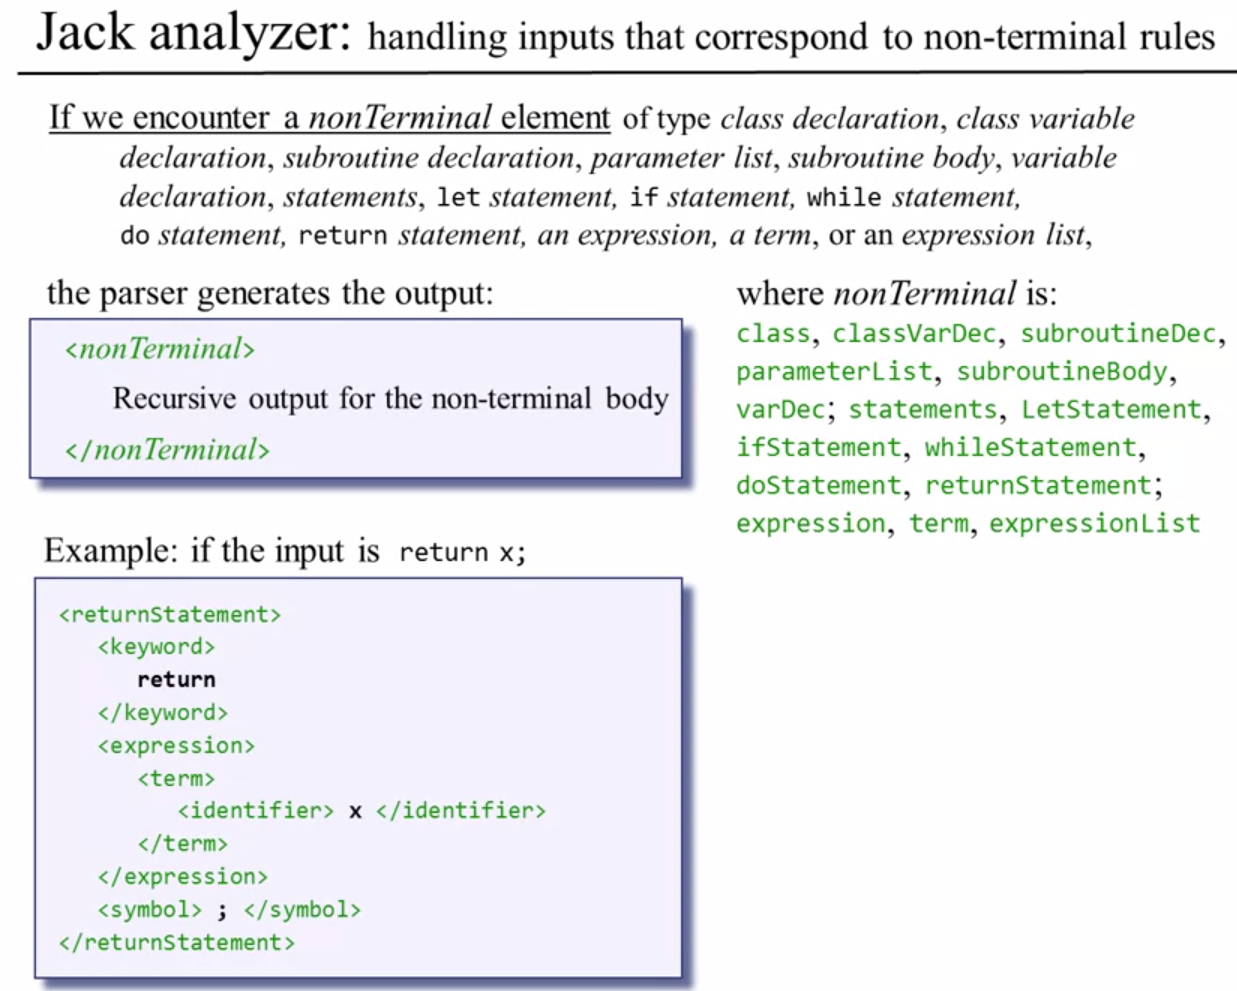 Jack analyzer: handling inputs that correspond to non-terminal rules
If we encounter a nonTerminal element of type class declaration, class variable
declaration, subroutine declaration, parameter list, subroutine body, variable
declaration, statements, let statement, if statement, while statement,
do statement, return statement, an expression, a term, or an expression list,
the parser generates the output:
<nonTerminal>
Recursive output for the non-terminal body
</nonTerminal>
where nonTerminal is:
class, classVarDec, subroutineDec,
parameterList, subroutineBody,
varDec; statements, LetStatement,
ifStatement, whileStatement,
doStatement, returnStatement;
expression, term, expressionList
Example: if the input is return x;
<returnStatement>
<keyword>
return
</keyword>
<expression>
<term>
<identifier> x </identifier>
</term>
</expression>
<symbol> ; </symbol>
</returnStatement>